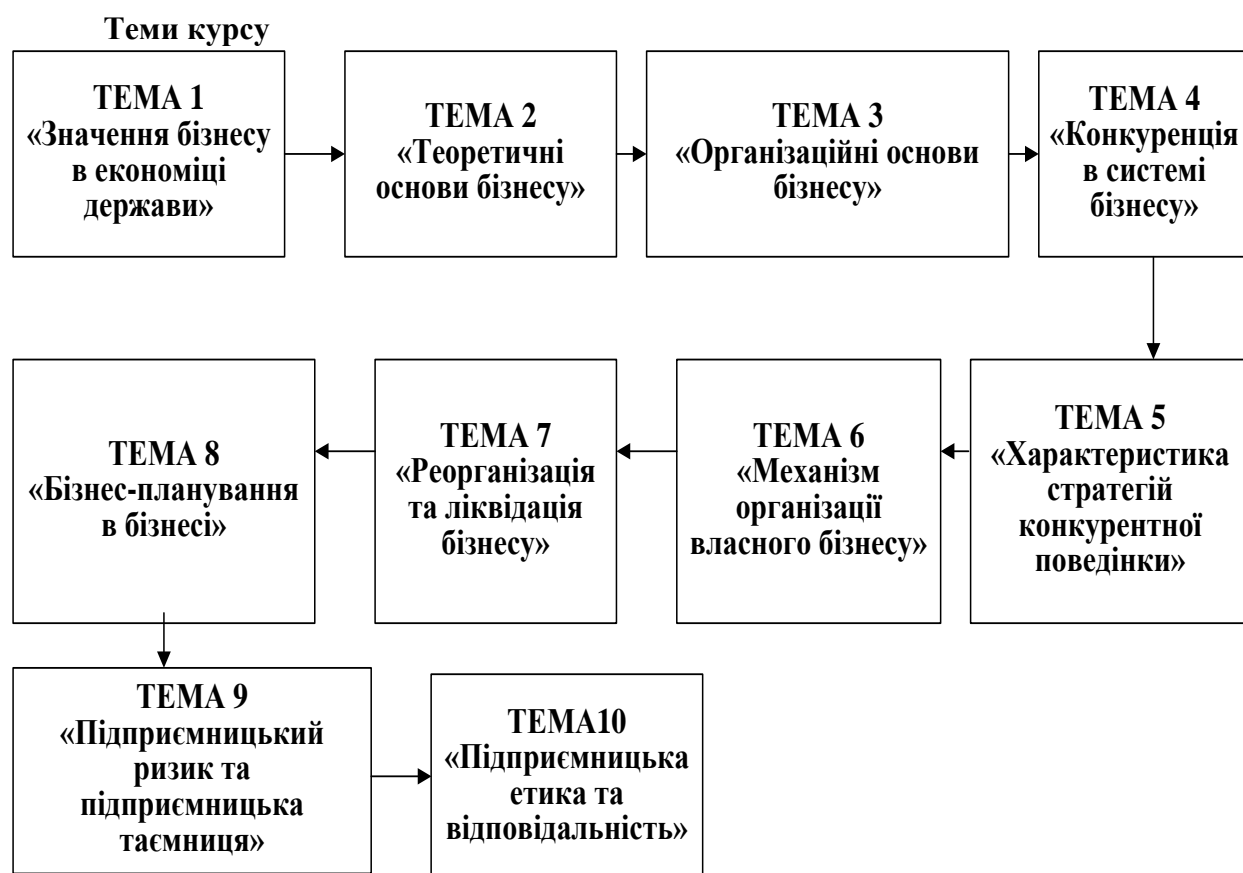 Теми курсу
ТЕМА 1
«Значення бізнесу
в економіці
держави»
ТЕМА 2
«Теоретичні
основи бізнесу»
ТЕМА 3
«Організаційні основи
бізнесу»
ТЕМА 4
«Конкуренція
в системі
бізнесу»
ТЕМА 5
«Характеристика
стратегій
конкурентної
поведінки»
ТЕМА 6
«Механізм
організації
власного бізнесу»
ТЕМА 7
«Реорганізація
та ліквідація
бізнесу»
ТЕМА 8
«Бізнес-планування
в бізнесі»
ТЕМА 9
«Підприємницький
ризик та
підприємницька
таємниця»
ТЕМА10
«Підприємницька
етика та
відповідальність»